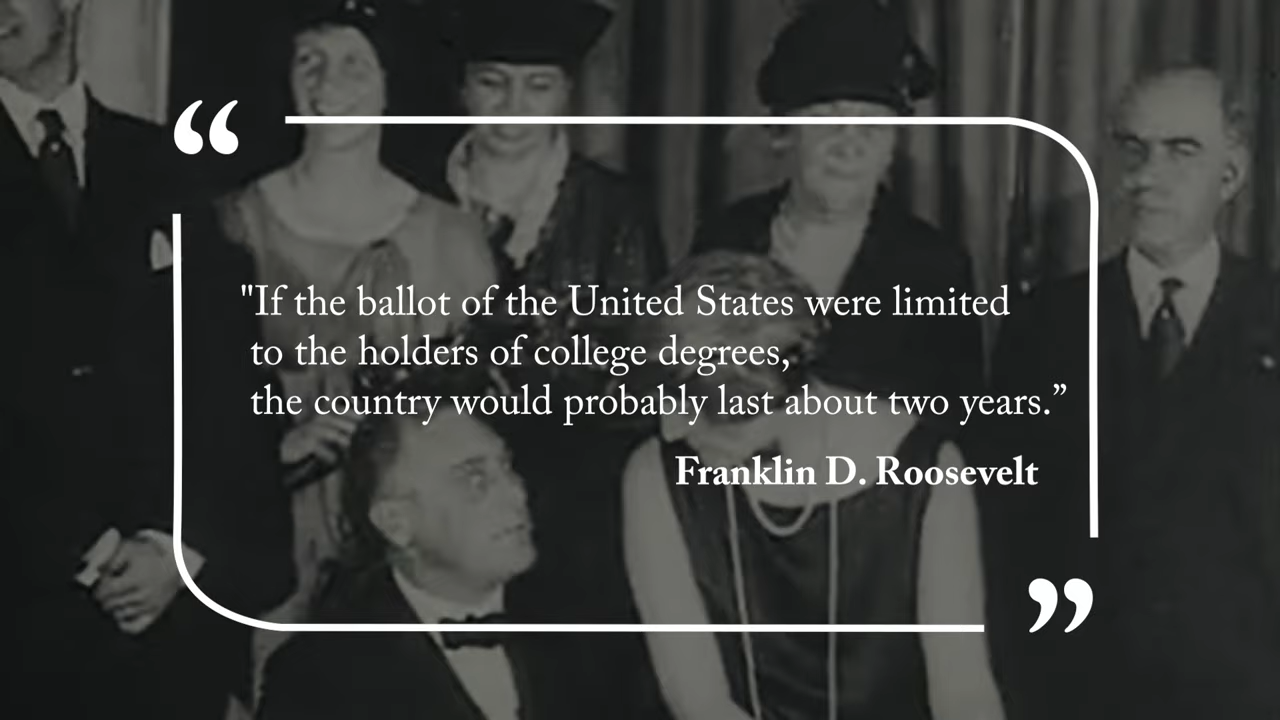 "If the ballot of the United States were limited
to the holders of college degrees,
the country would probably last about two years.”
Franklin D. Roosevelt